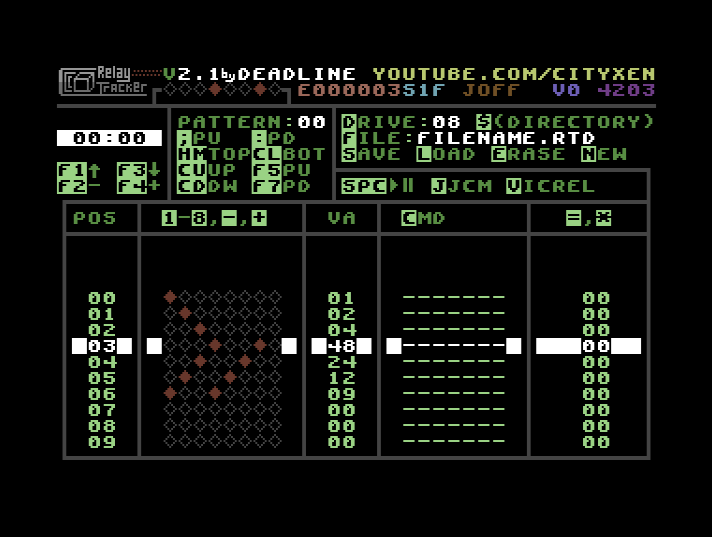 Relay Tracker V2.1 by DEADLINE YOUTUBE.COM/CITYXEN
E000003S1F JOFF V0 4203
PATTERN:00 DRIVE:08 $(DIRECTORY)
00:00 ;PU :PD FILE:FILENAME.RTD
HMTOP CLBOT SAVE LOAD ERASE NEW
F1↑ F3↓ CUUP F5PU
F2- F4+ CDDW F7PD SPC JJCM VICREL
POS 1-8,-,+ VA CMD =,*
00 01 ------- 00
01 02 ------- 00
02 04 ------- 00
03 48 ------- 00
04 24 ------- 00
05 12 ------- 00
06 09 ------- 00
07 00 ------- 00
08 00 ------- 00
09 00 ------- 00